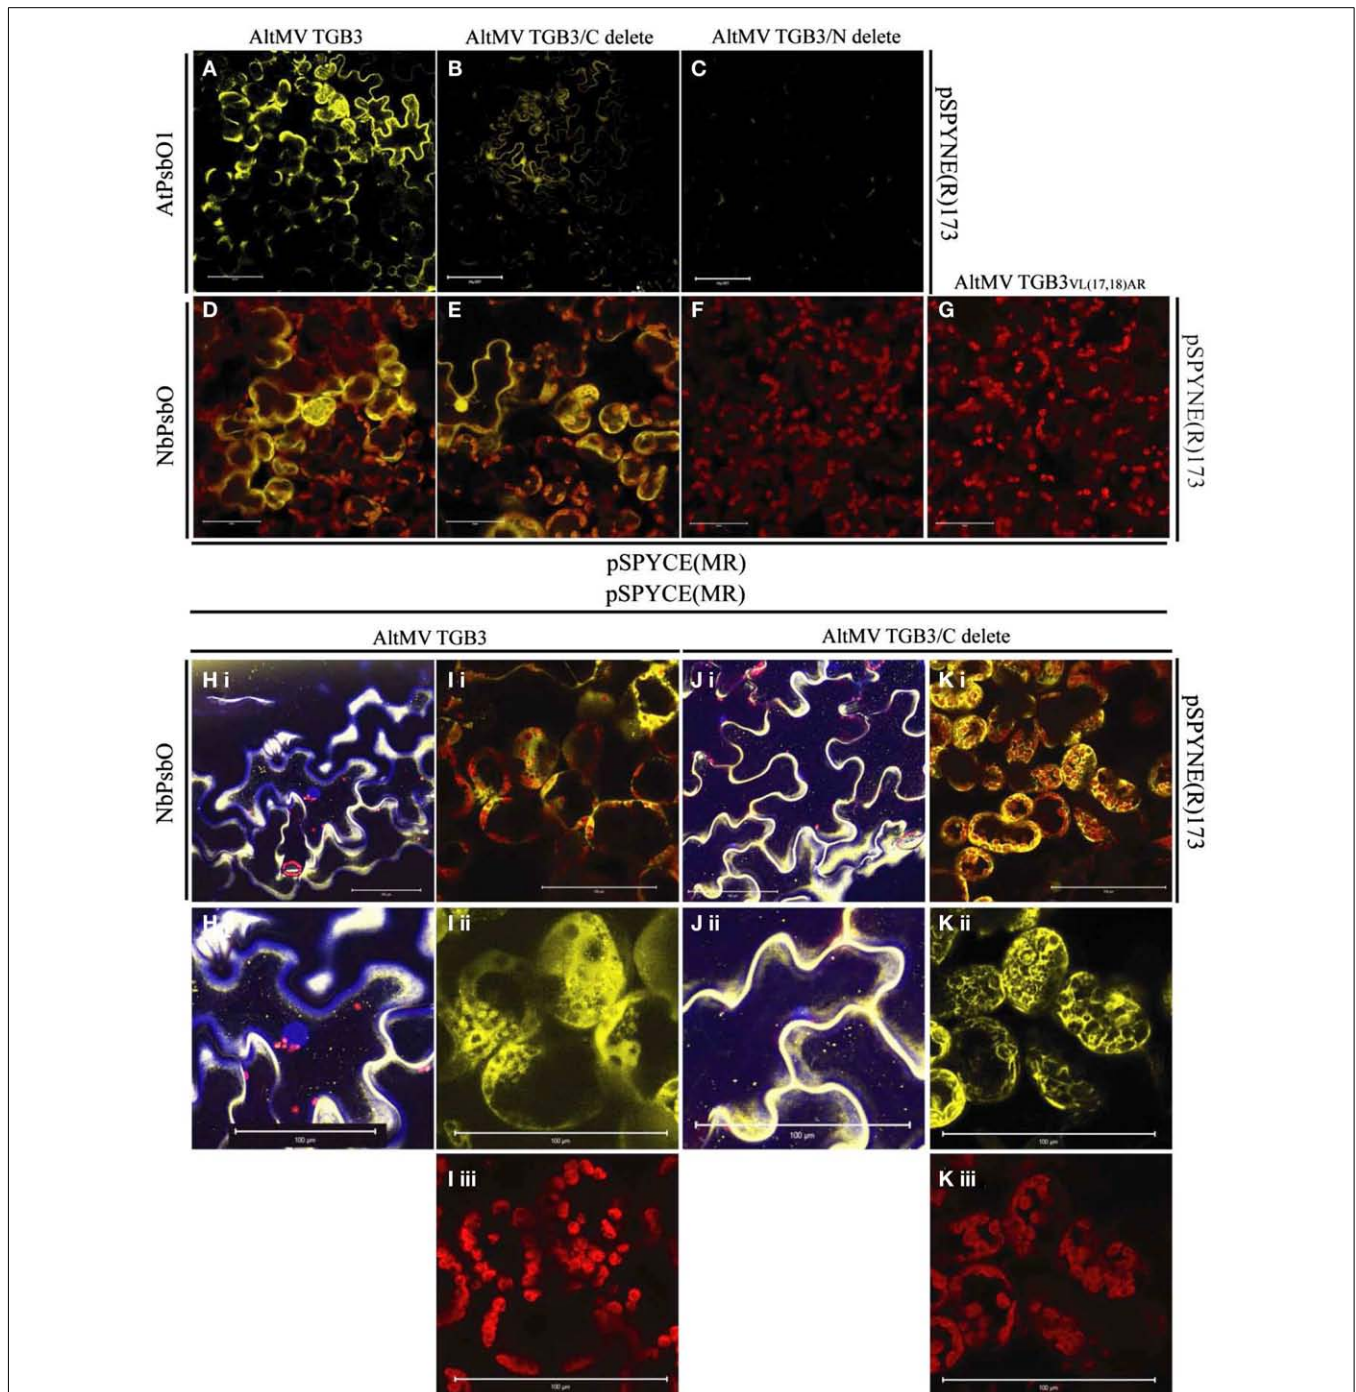 AltMV TGB3 AltMV TGB3/C delete AltMV TGB3/N delete
A B C
AtPsbO1
pSPYNE(R)173
AltMV TGB3VL(17,18)AR
D E F G
NbPsbO
pSPYNE(R)173
pSPYCE(MR)
pSPYCE(MR)
AltMV TGB3 AltMV TGB3/C delete
H i I i J i K i
NbPsbO
pSPYNE(R)173
H I ii J ii K ii
100 µm 100 µm 100 µm 100 µm
I iii K iii
100 µm 100 µm